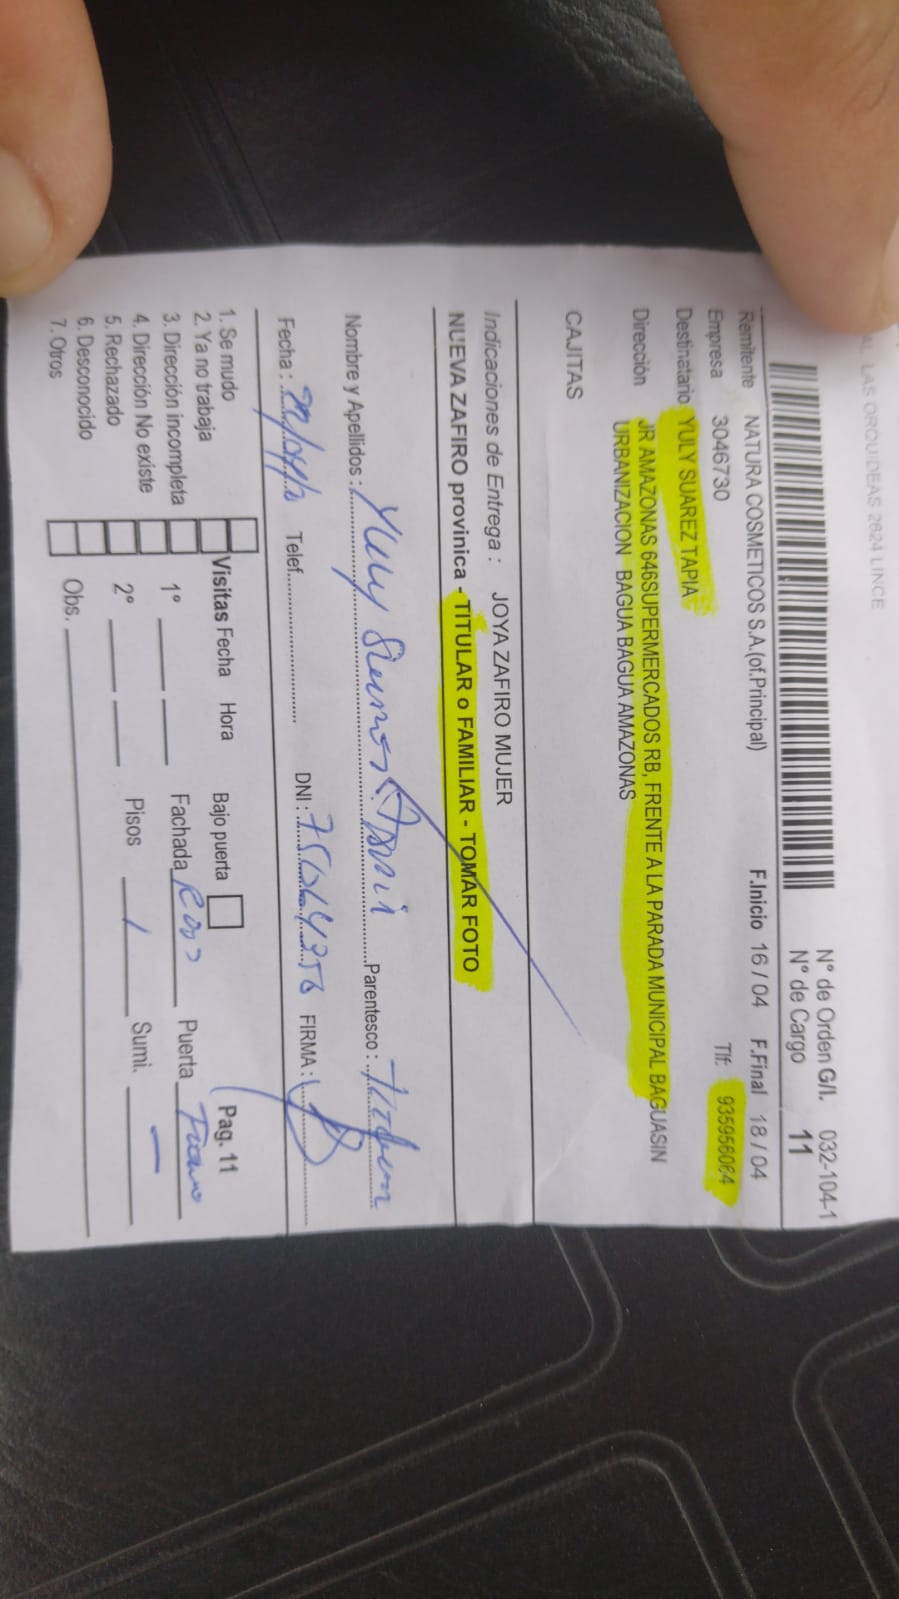 AL LAS ORQUIDEAS 2624 LINCE
N° de Orden G/I. 032-104-1
N° de Cargo 11
Remitente NATURA COSMETICOS S.A.(of.Principal) F.Inicio 16 / 04 F.Final 18 / 04
Empresa 3046730 Tlf: 935956064
Destinatario YULY SUAREZ TAPIA
Dirección JR AMAZONAS 646SUPERMERCADOS RB, FRENTE A LA PARADA MUNICIPAL BAGUASIN
URBANIZACION BAGUA BAGUA AMAZONAS
CAJITAS
Indicaciones de Entrega : JOYA ZAFIRO MUJER
NUEVA ZAFIRO provinica - TITULAR o FAMILIAR - TOMAR FOTO
Nombre y Apellidos : Yuly Parentesco :
Fecha : Telef. DNI : FIRMA :
1. Se mudo Visitas Fecha Hora Bajo puerta Pag. 11
2. Ya no trabaja
3. Dirección incompleta 1° Fachada Puerta
4. Dirección No existe
5. Rechazado 2° Pisos 1 Sumi. —
6. Desconocido
7. Otros Obs.